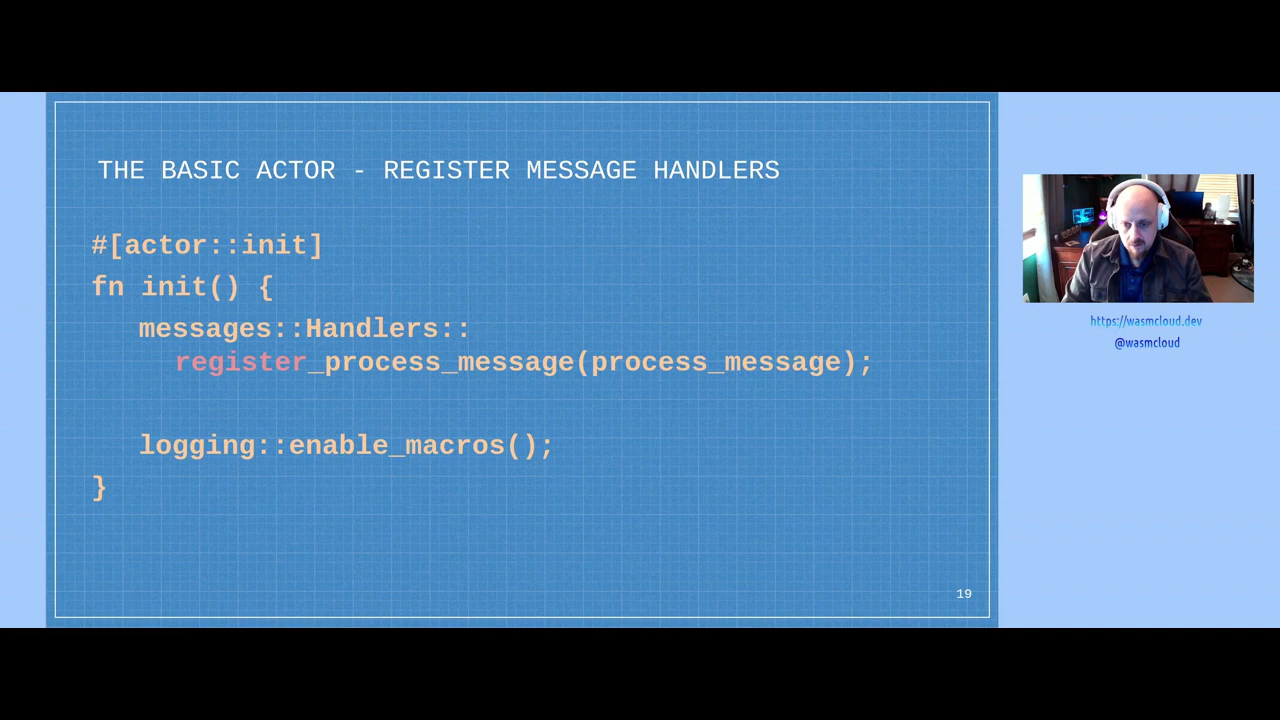 THE BASIC ACTOR - REGISTER MESSAGE HANDLERS
#[actor::init]
fn init() {
messages::Handlers::
register_process_message(process_message);
logging::enable_macros();
}
19
https://wasmcloud.dev
@wasmcloud